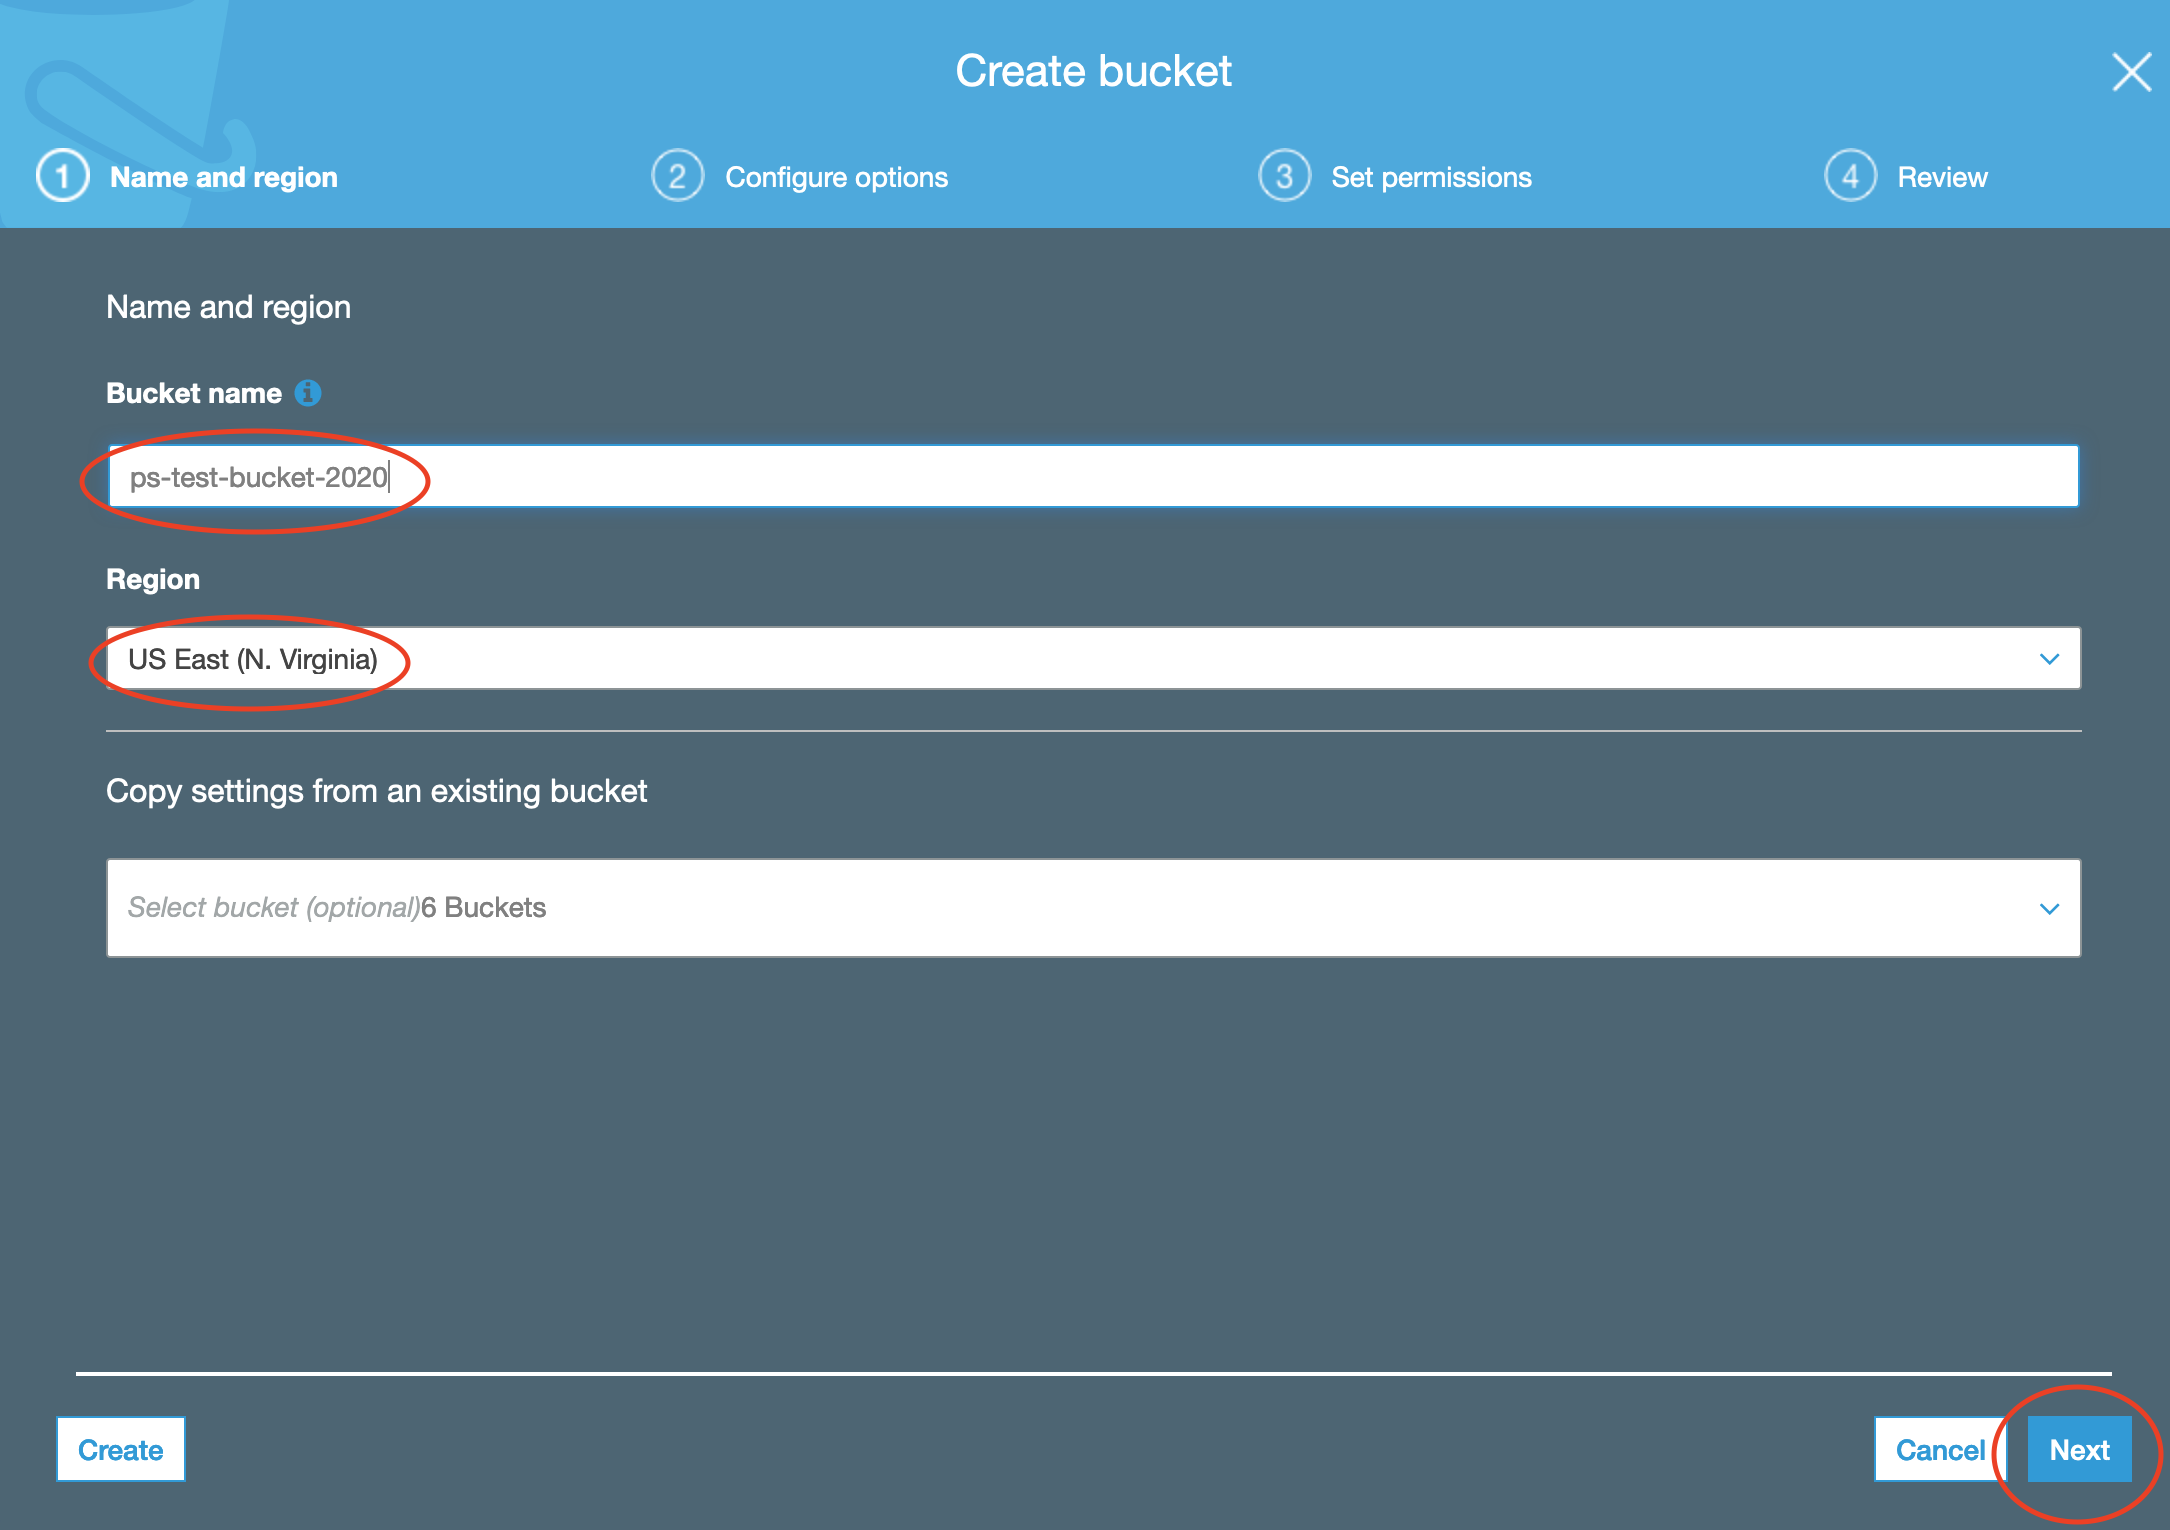 Create bucket
1 Name and region 2 Configure options 3 Set permissions 4 Review
Name and region
Bucket name i
ps-test-bucket-2020
Region
US East (N. Virginia)
Copy settings from an existing bucket
Select bucket (optional)6 Buckets
Create Cancel Next